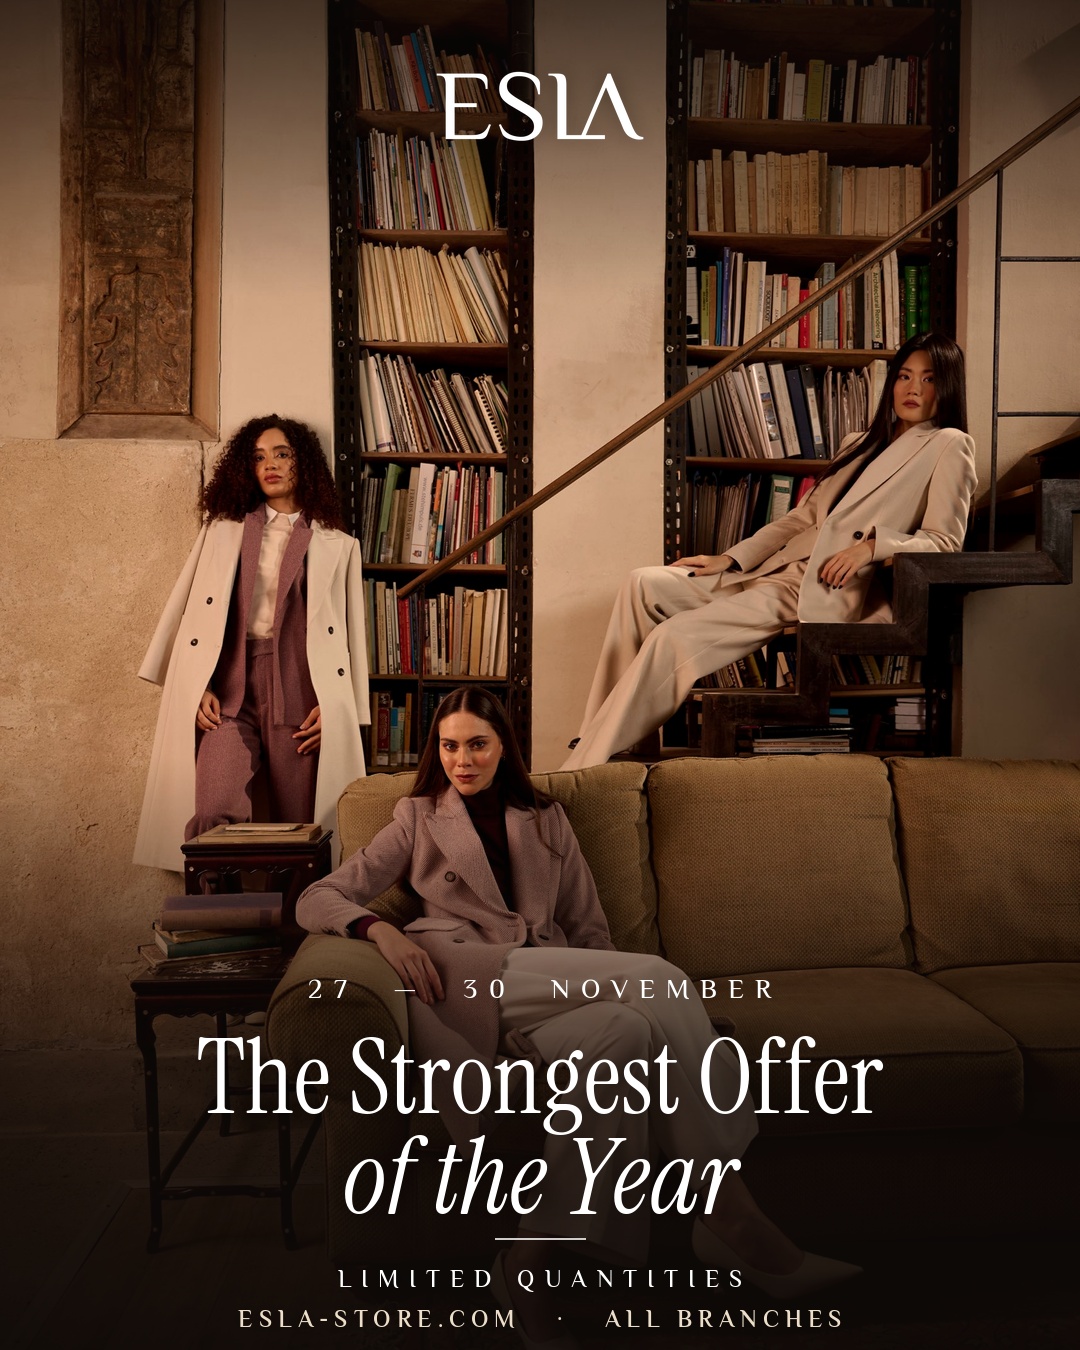 ESLA
27 — 30 NOVEMBER
The Strongest Offer
of the Year
LIMITED QUANTITIES
ESLA-STORE.COM · ALL BRANCHES